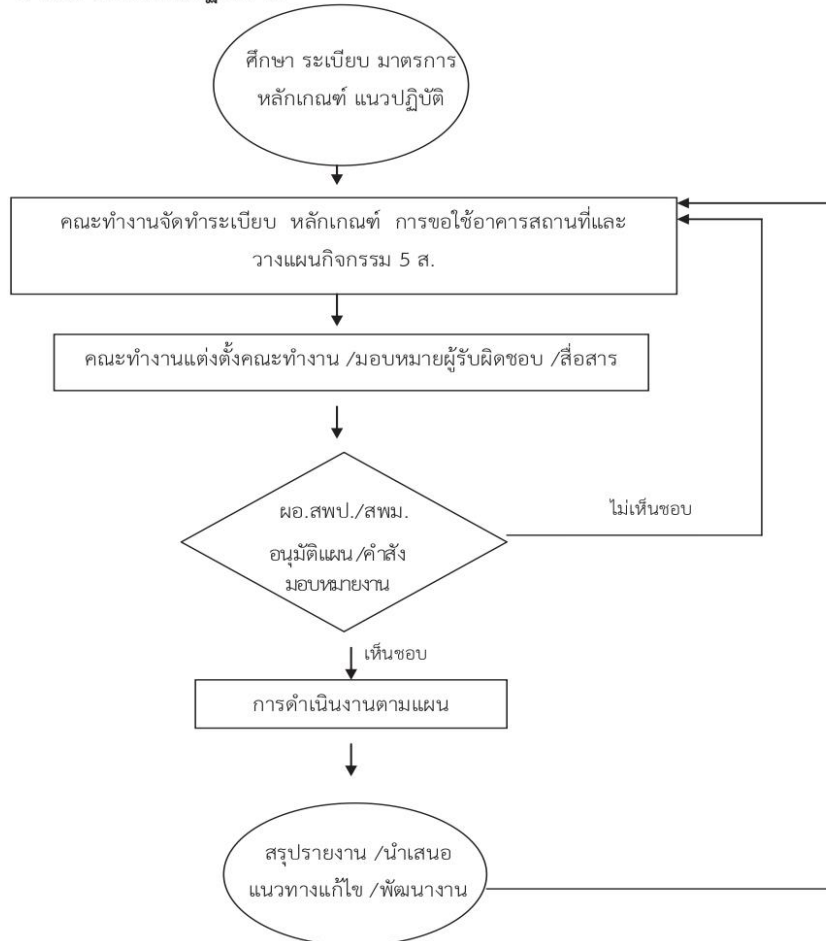 ศึกษา ระเบียบ มาตรการ
หลักเกณฑ์ แนวปฏิบัติ
คณะทำงานจัดทำระเบียบ หลักเกณฑ์ การขอใช้อาคารสถานที่และ
วางแผนกิจกรรม 5 ส.
คณะทำงานแต่งตั้งคณะทำงาน /มอบหมายผู้รับผิดชอบ /สื่อสาร
ผอ.สพป./สพม.
อนุมัติแผน /คำสั่ง
มอบหมายงาน
ไม่เห็นชอบ
เห็นชอบ
การดำเนินงานตามแผน
สรุปรายงาน /นำเสนอ
แนวทางแก้ไข /พัฒนางาน